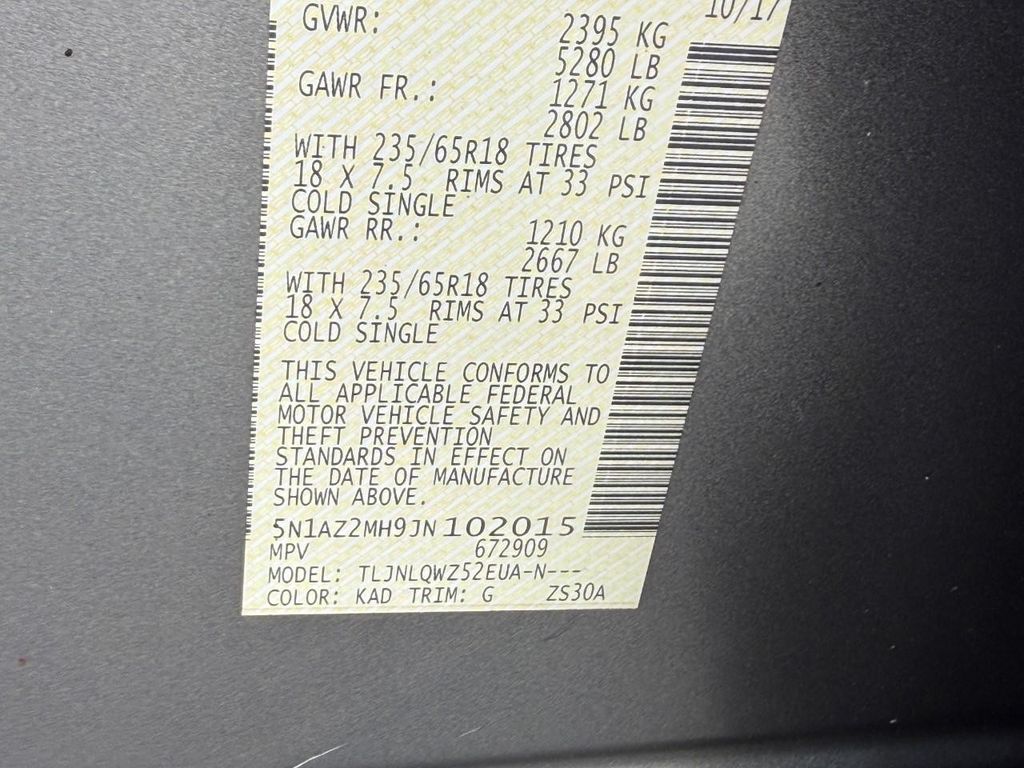 10/17
GVWR: 2395 KG
5280 LB
GAWR FR.: 1271 KG
2802 LB
WITH 235/65R18 TIRES
18 X 7.5 RIMS AT 33 PSI
COLD SINGLE
GAWR RR.: 1210 KG
2667 LB
WITH 235/65R18 TIRES
18 X 7.5 RIMS AT 33 PSI
COLD SINGLE
THIS VEHICLE CONFORMS TO
ALL APPLICABLE FEDERAL
MOTOR VEHICLE SAFETY AND
THEFT PREVENTION
STANDARDS IN EFFECT ON
THE DATE OF MANUFACTURE
SHOWN ABOVE.
5N1AZ2MH9JN102015
MPV 672909
MODEL: TLJNLQWZ52EUA-N---
COLOR: KAD TRIM: G ZS30A